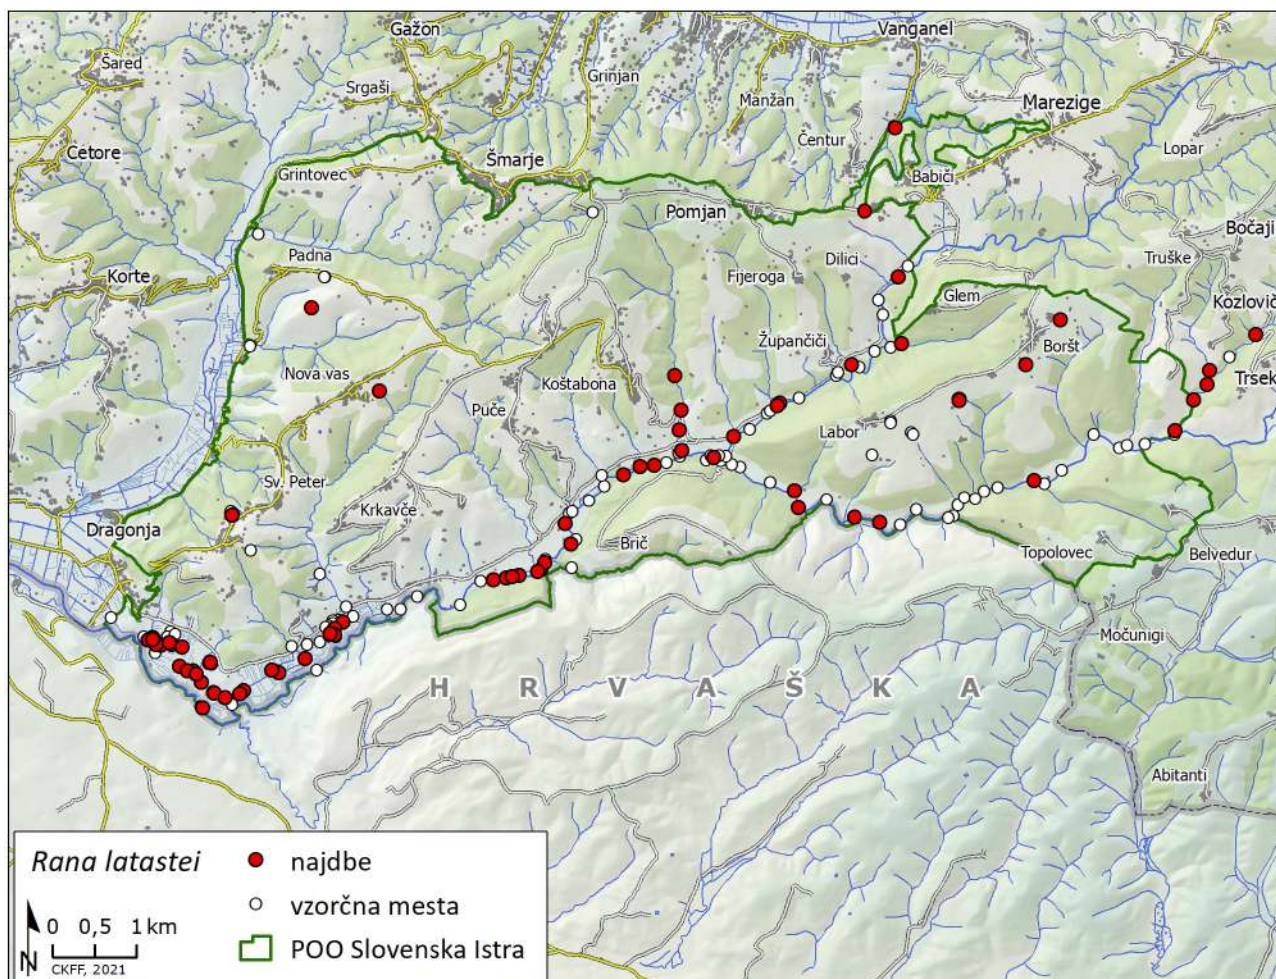 Gažon
Vanganel
Šared
Grinjan
Srgaši
Manžan
Marezige
Čentur
Lopar
Cetore
Šmarje
Grintovec
Babiči
Pomjan
Bočaji
Padna
Truške
Korte
Fijeroga
Dilici
Glem
Kozlovič
Župančiči
Boršt
Nova vas
Koštabona
Trsek
Puče
Labor
Sv. Peter
Krkavče
Dragonja
Brič
Topolovec
Belvedur
Močunigi
H R V A Š K A
Abitanti
Rana latastei
najdbe
vzorčna mesta
POO Slovenska Istra
0 0,5 1 km
N
CKFF, 2021